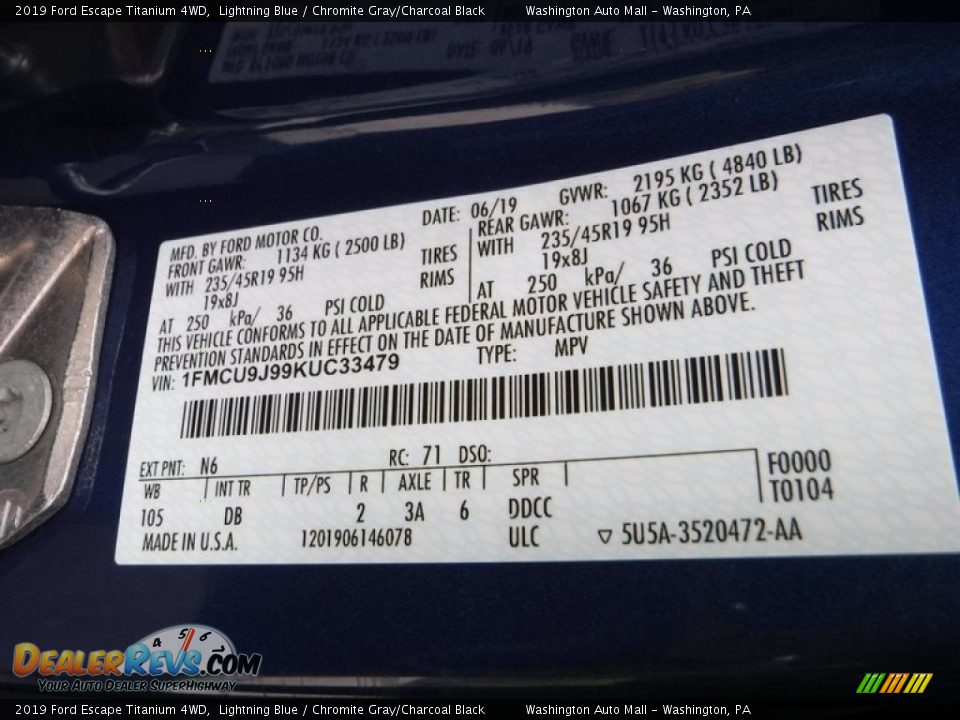 2019 Ford Escape Titanium 4WD, Lightning Blue / Chromite Gray/Charcoal Black Washington Auto Mall - Washington, PA
MFD. BY FORD MOTOR CO. DATE: 06/19 GVWR: 2195 KG ( 4840 LB)
FRONT GAWR: 1134 KG ( 2500 LB) REAR GAWR: 1067 KG ( 2352 LB)
WITH 235/45R19 95H TIRES WITH 235/45R19 95H TIRES
19x8J RIMS 19x8J RIMS
AT 250 kPa/ 36 PSI COLD AT 250 kPa/ 36 PSI COLD
THIS VEHICLE CONFORMS TO ALL APPLICABLE FEDERAL MOTOR VEHICLE SAFETY AND THEFT
PREVENTION STANDARDS IN EFFECT ON THE DATE OF MANUFACTURE SHOWN ABOVE.
VIN: 1FMCU9J99KUC33479 TYPE: MPV
EXT PNT: N6 RC: 71 DSO:
WB INT TR TP/PS R AXLE TR SPR F0000
T0104
105 DB 2 3A 6 DDCC
MADE IN U.S.A. 1201906146078 ULC ▽ 5U5A-3520472-AA
4 5 6
DEALERREVS.COM
YOUR AUTO DEALER SUPERHIGHWAY
2019 Ford Escape Titanium 4WD, Lightning Blue / Chromite Gray/Charcoal Black Washington Auto Mall - Washington, PA